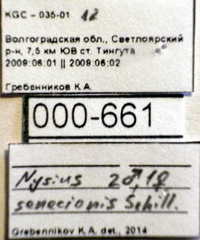 KGC – 035-01 12
Волгоградская обл., Светлоярский
р-н, 7,5 км ЮВ ст. Тингута
2009:06:01 || 2009:06:02
Гребенников К.А.
000-661
Nysius 2♂, 1♀
senecionis Schill.
Grebennikov K.A. det., 2014